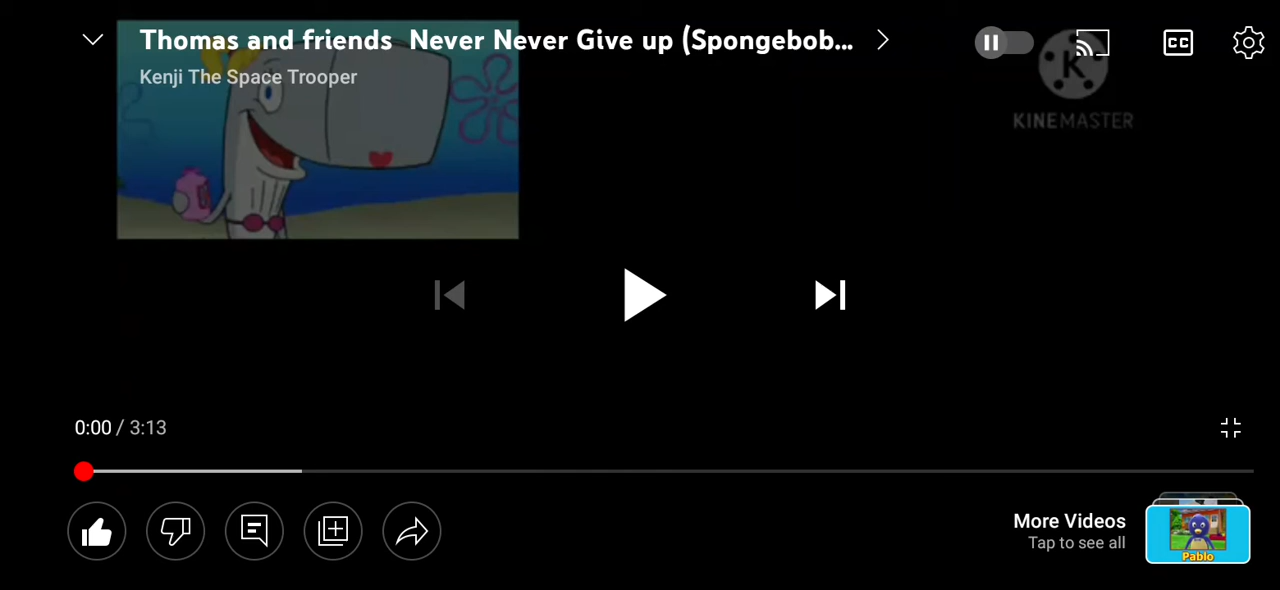 Thomas and friends  Never Never Give up (Spongebob...
Kenji The Space Trooper
CC
K
KINEMASTER
0:00 / 3:13
More Videos
Tap to see all
Pablo